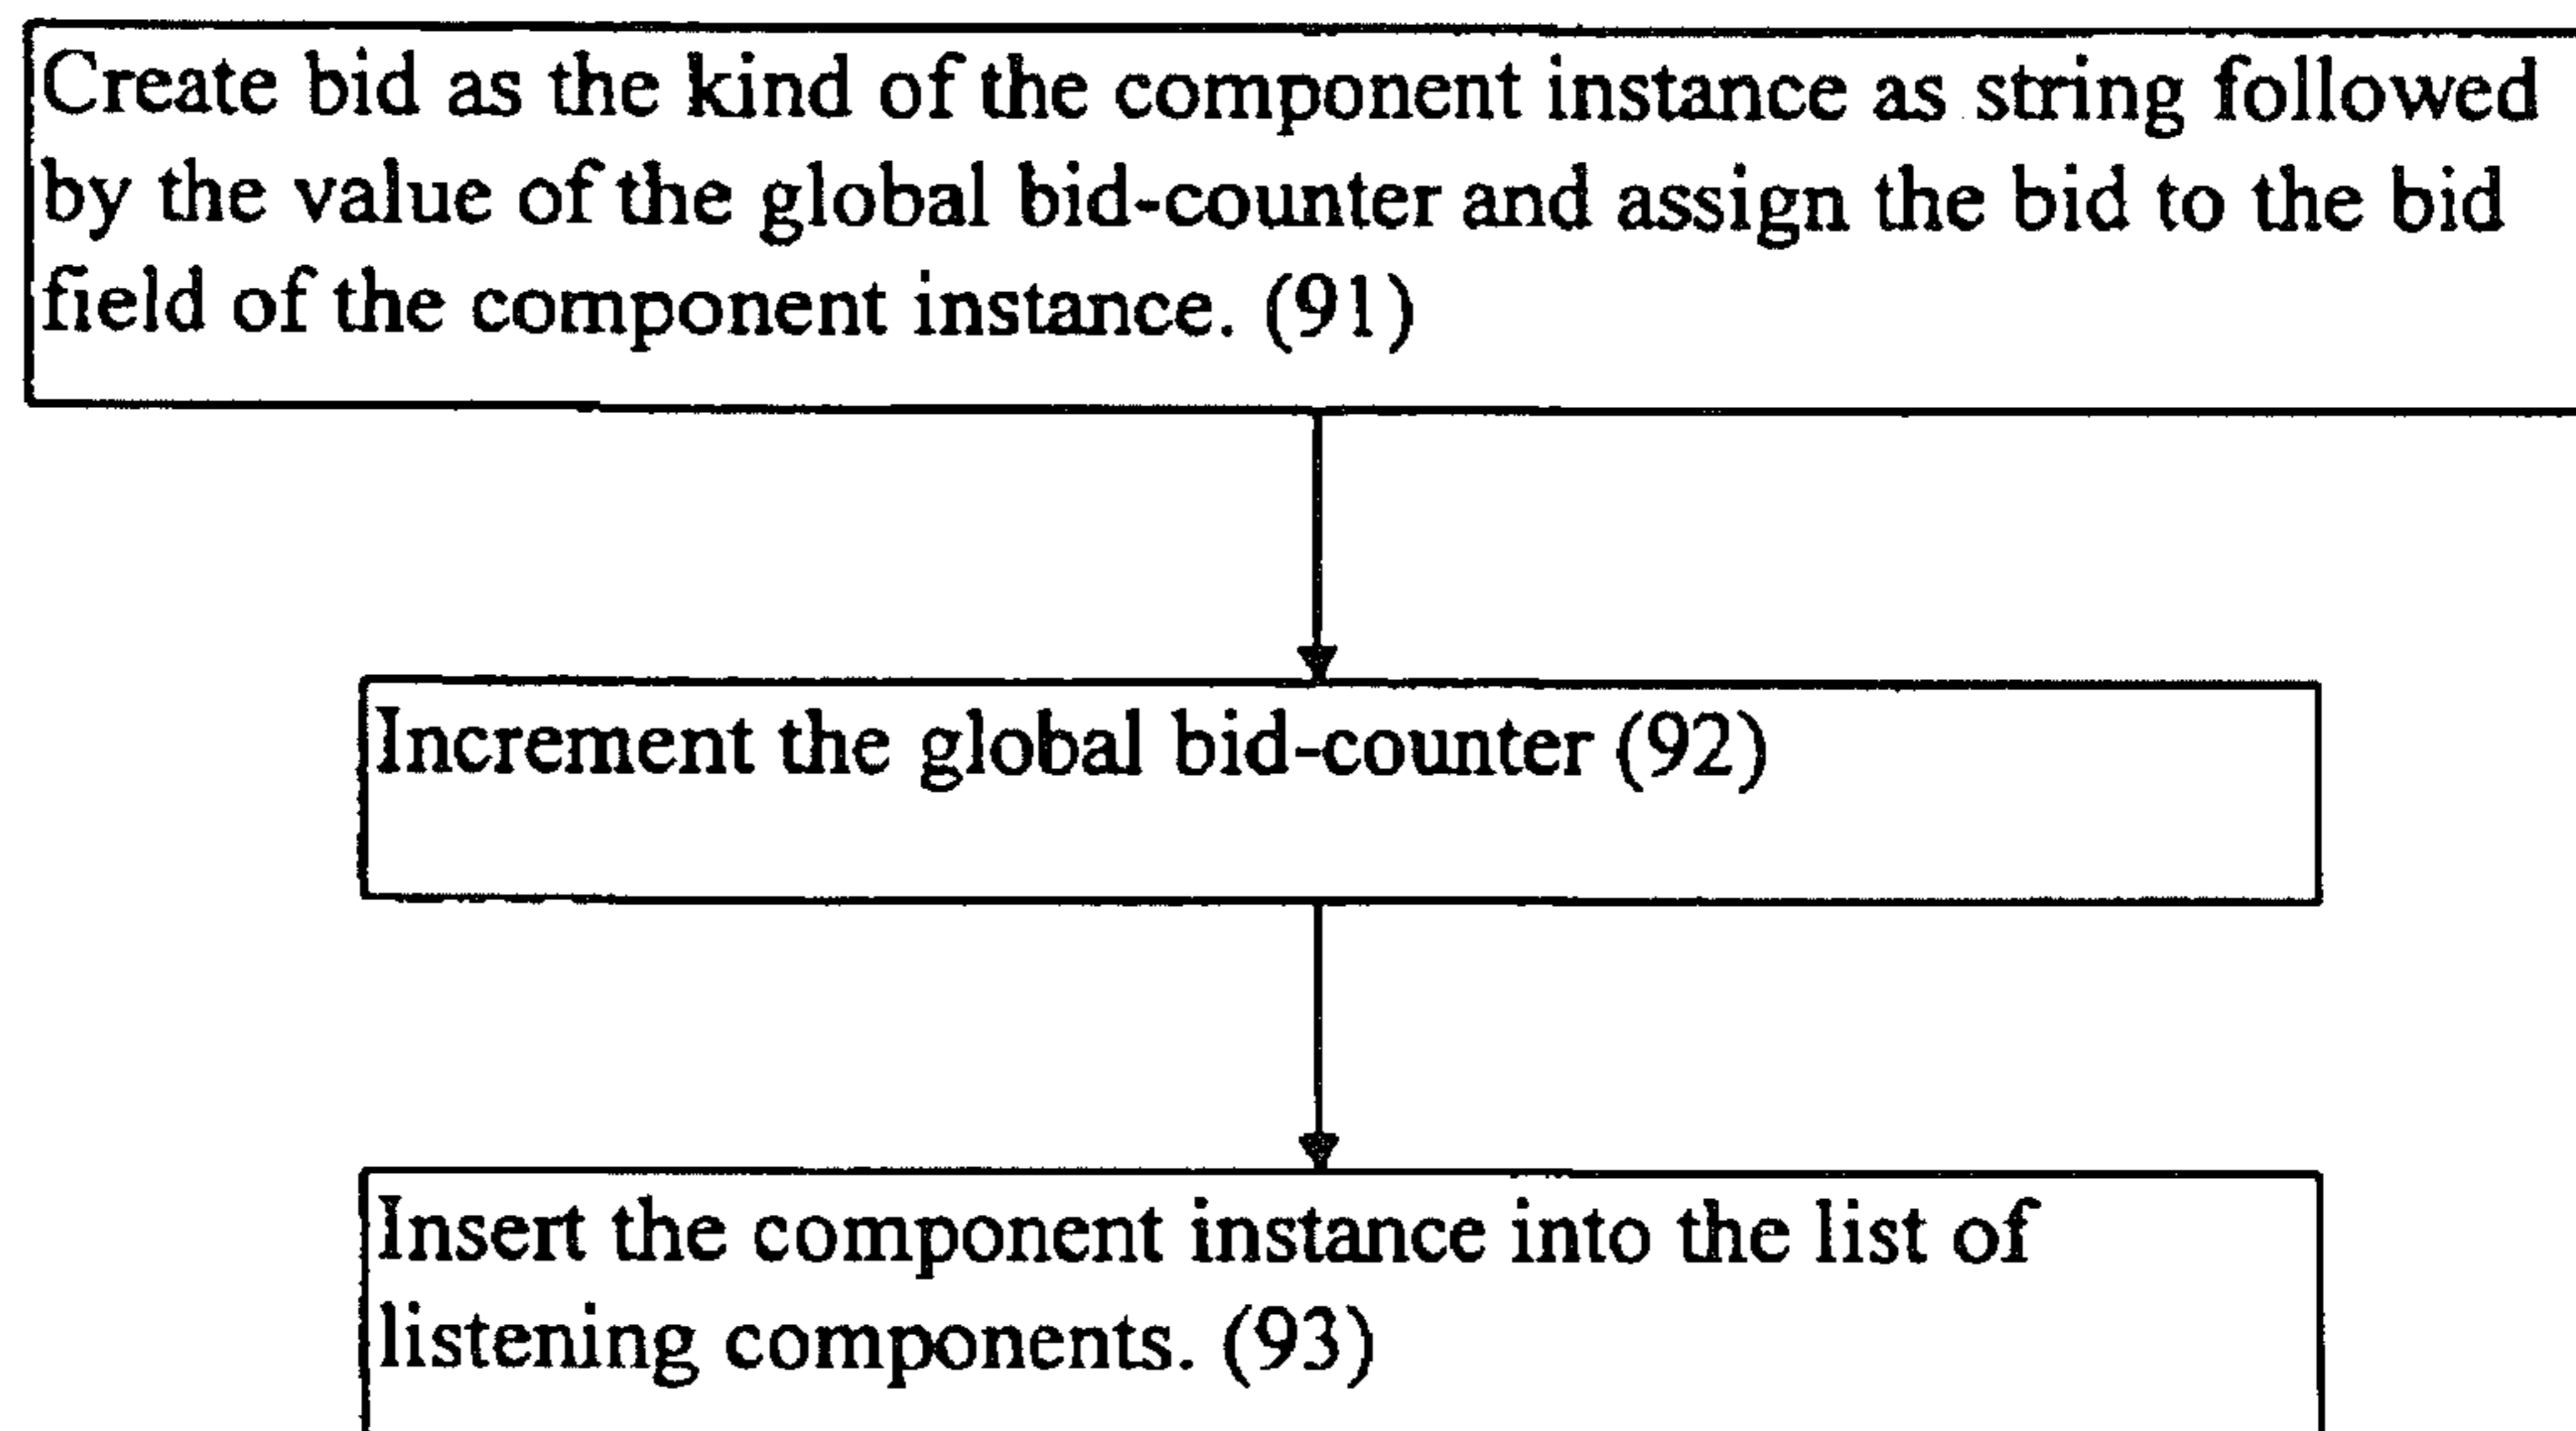 Create bid as the kind of the component instance as string followed
by the value of the global bid-counter and assign the bid to the bid
field of the component instance. (91)
Increment the global bid-counter (92)
Insert the component instance into the list of
listening components. (93)